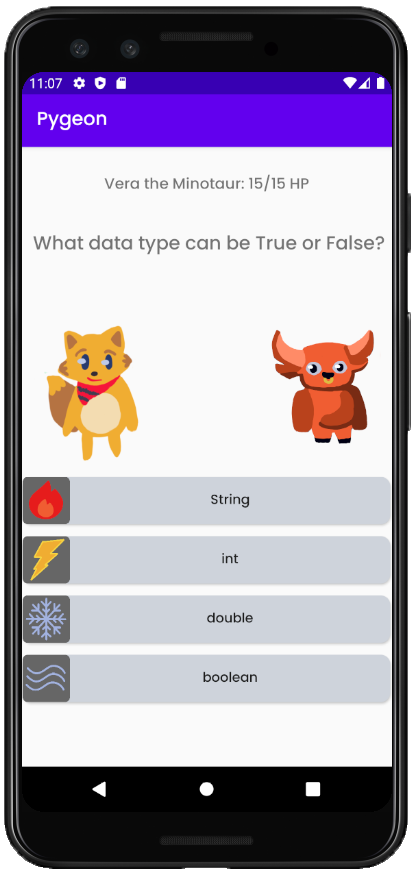 11:07
Pygeon
Vera the Minotaur: 15/15 HP
What data type can be True or False?
String
int
double
boolean